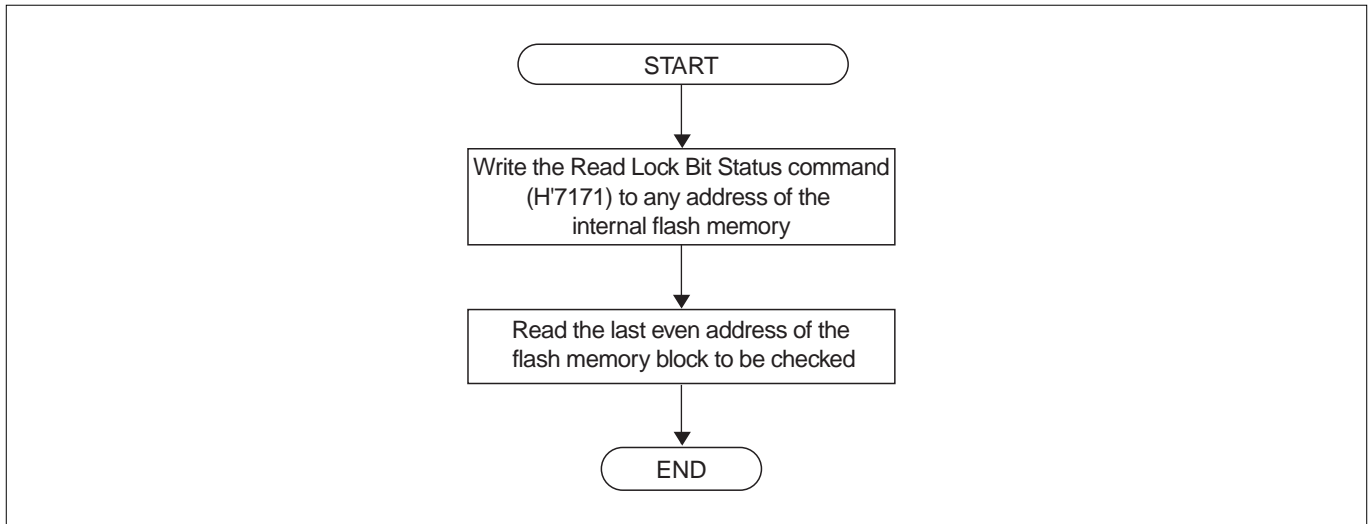 START
Write the Read Lock Bit Status command
(H'7171) to any address of the
internal flash memory
Read the last even address of the
flash memory block to be checked
END